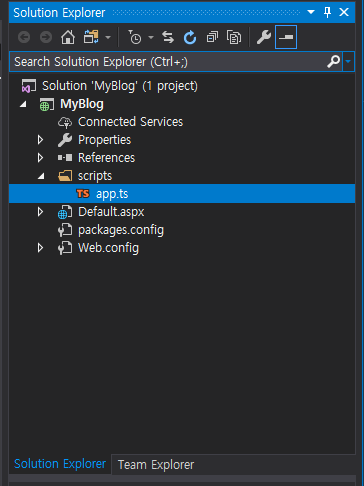 Solution Explorer
Search Solution Explorer (Ctrl+;)
Solution 'MyBlog' (1 project)
MyBlog
Connected Services
Properties
References
scripts
TS app.ts
Default.aspx
packages.config
Web.config
Solution Explorer Team Explorer